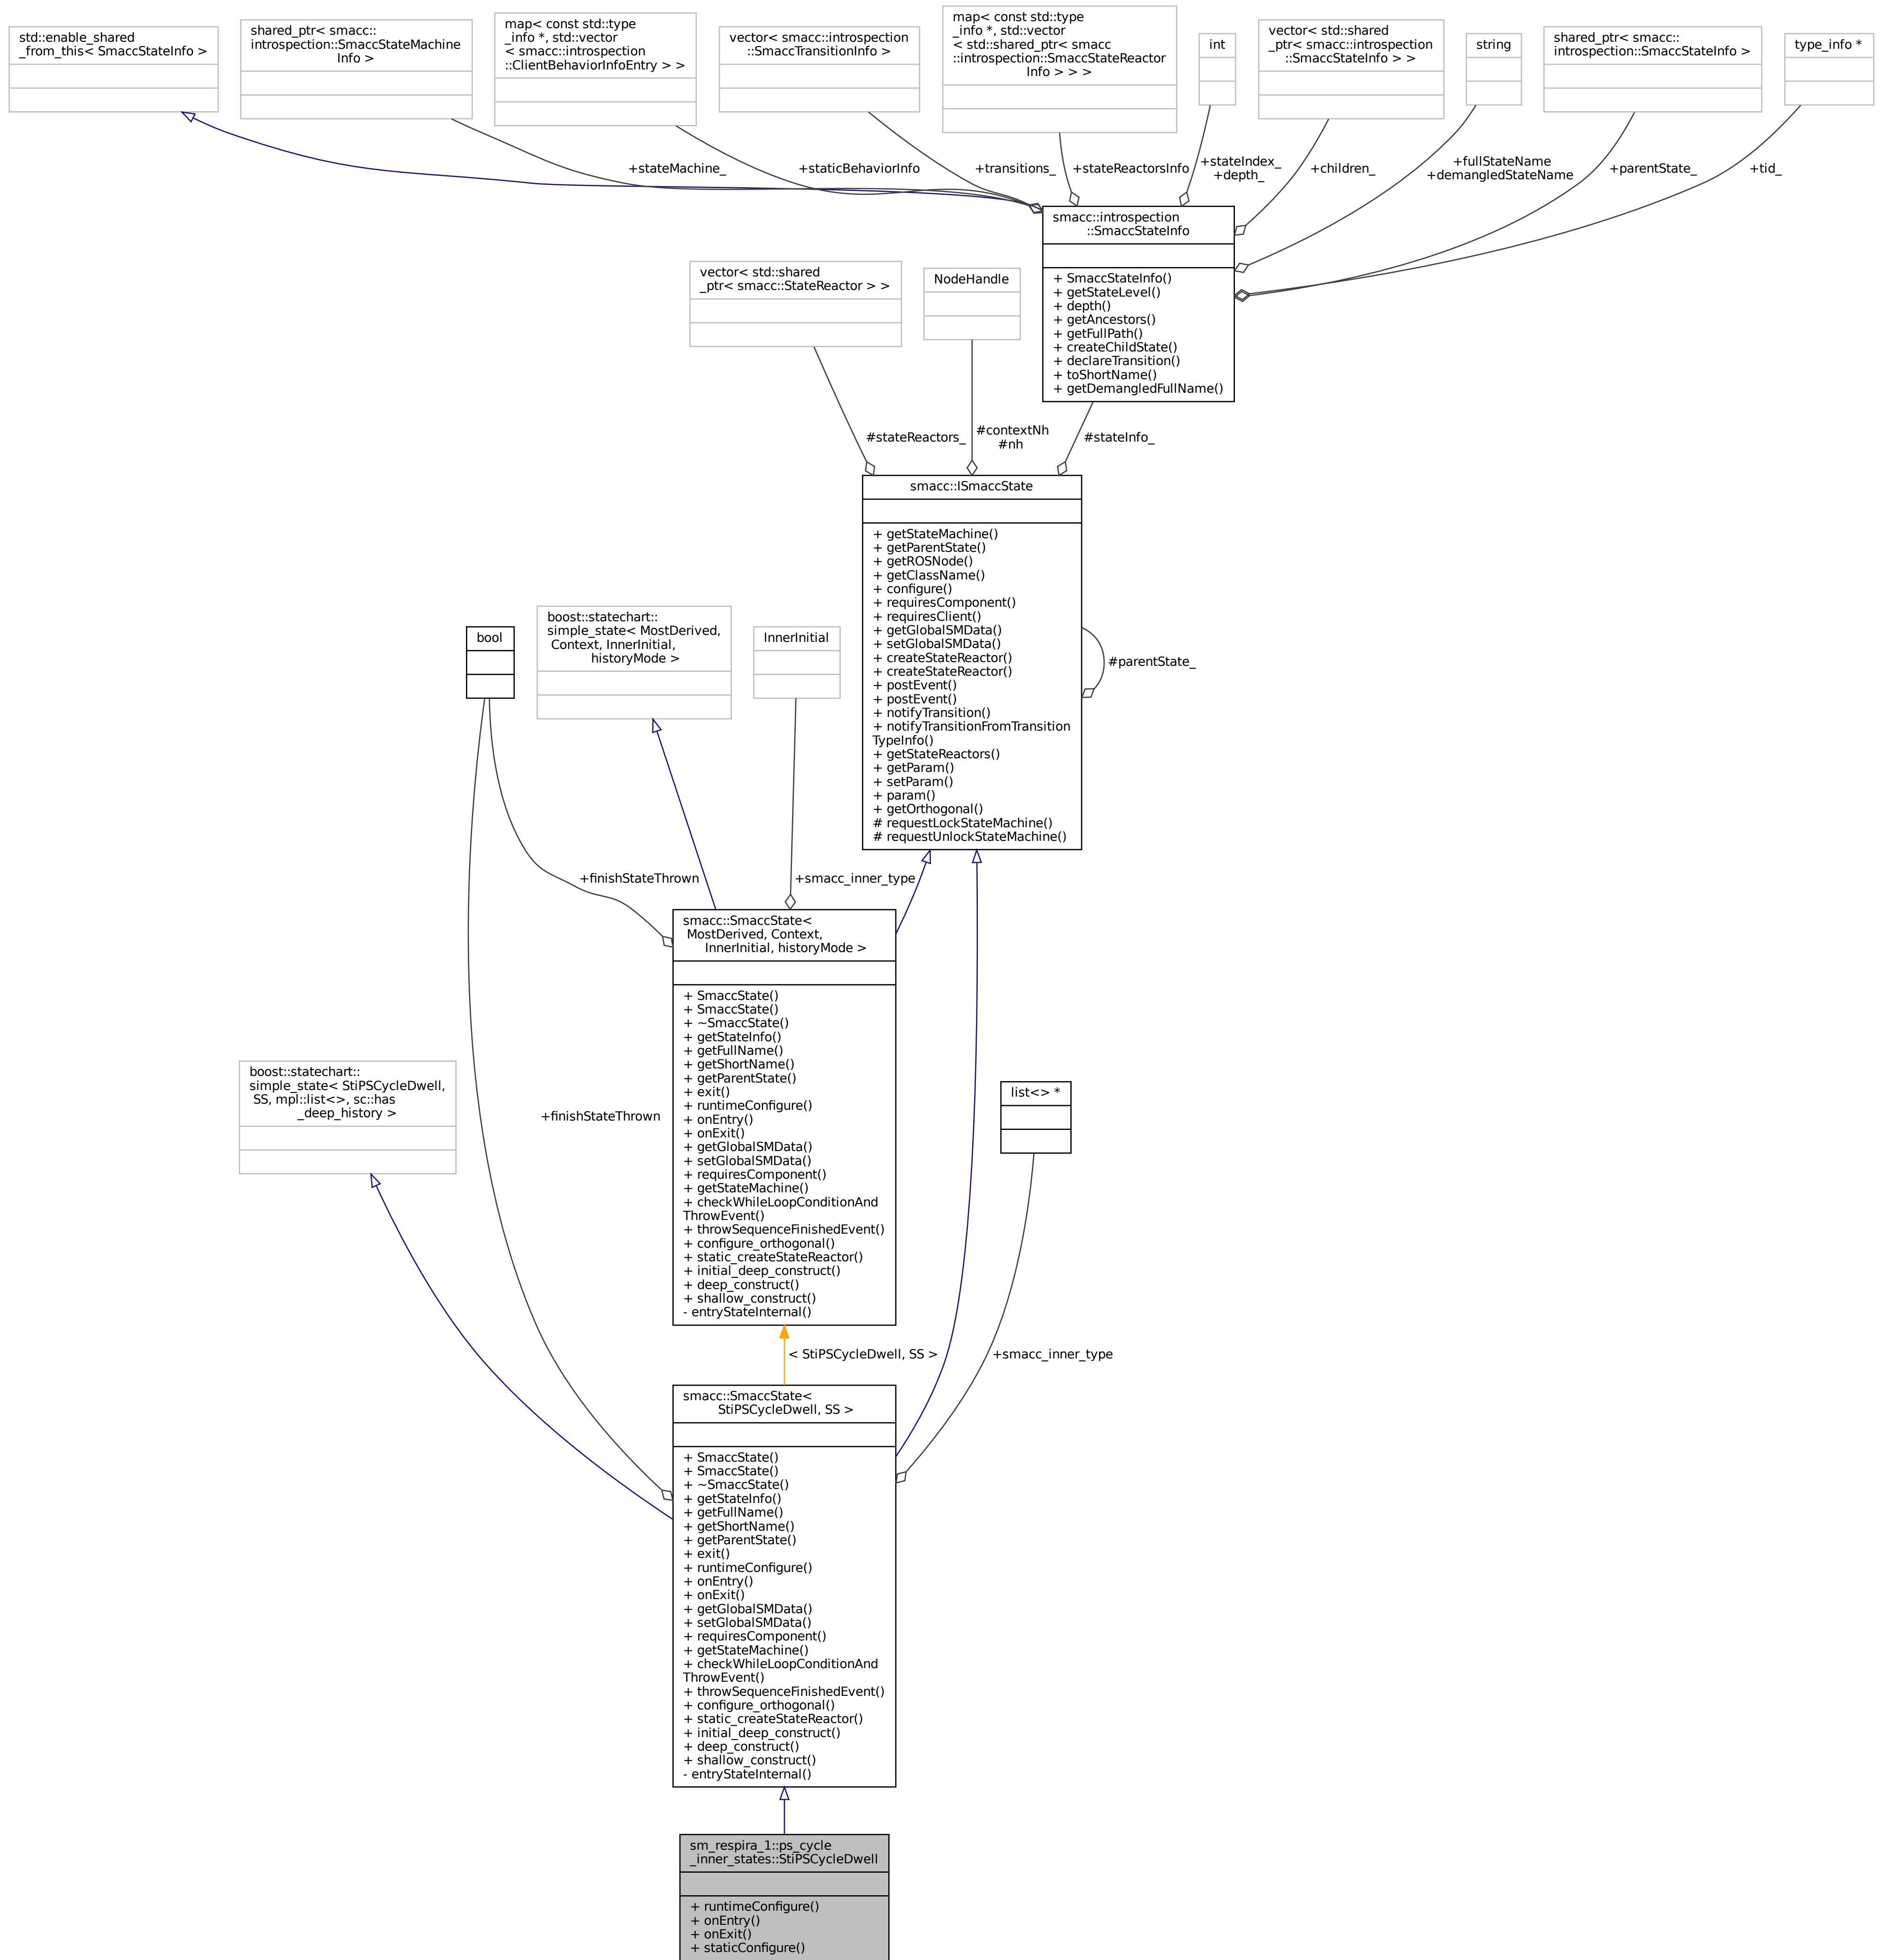 std::enable_shared
_from_this< SmaccStateInfo >
shared_ptr< smacc::
introspection::SmaccStateMachine
Info >
map< const std::type
_info *, std::vector
< smacc::introspection
::ClientBehaviorInfoEntry > >
vector< smacc::introspection
::SmaccTransitionInfo >
map< const std::type
_info *, std::vector
< std::shared_ptr< smacc
::introspection::SmaccStateReactor
Info > > >
int
vector< std::shared
_ptr< smacc::introspection
::SmaccStateInfo > >
string
shared_ptr< smacc::
introspection::SmaccStateInfo >
type_info *
+stateMachine_
+staticBehaviorInfo
+transitions_
+stateReactorsInfo
+stateIndex_
+depth_
+children_
+fullStateName
+demangledStateName
+parentState_
+tid_
smacc::introspection
::SmaccStateInfo
+ SmaccStateInfo()
+ getStateLevel()
+ depth()
+ getAncestors()
+ getFullPath()
+ createChildState()
+ declareTransition()
+ toShortName()
+ getDemangledFullName()
vector< std::shared
_ptr< smacc::StateReactor > >
NodeHandle
#stateReactors_
#contextNh
#nh
#stateInfo_
smacc::ISmaccState
+ getStateMachine()
+ getParentState()
+ getROSNode()
+ getClassName()
+ configure()
+ requiresComponent()
+ requiresClient()
+ getGlobalSMData()
+ setGlobalSMData()
+ createStateReactor()
+ createStateReactor()
+ postEvent()
+ postEvent()
+ notifyTransition()
+ notifyTransitionFromTransition
TypeInfo()
+ getStateReactors()
+ getParam()
+ setParam()
+ param()
+ getOrthogonal()
# requestLockStateMachine()
# requestUnlockStateMachine()
#parentState_
bool
boost::statechart::
simple_state< MostDerived,
Context, InnerInitial,
historyMode >
InnerInitial
+finishStateThrown
+smacc_inner_type
smacc::SmaccState<
MostDerived, Context,
InnerInitial, historyMode >
+ SmaccState()
+ SmaccState()
+ ~SmaccState()
+ getStateInfo()
+ getFullName()
+ getShortName()
+ getParentState()
+ exit()
+ runtimeConfigure()
+ onEntry()
+ onExit()
+ getGlobalSMData()
+ setGlobalSMData()
+ requiresComponent()
+ getStateMachine()
+ checkWhileLoopConditionAnd
ThrowEvent()
+ throwSequenceFinishedEvent()
+ configure_orthogonal()
+ static_createStateReactor()
+ initial_deep_construct()
+ deep_construct()
+ shallow_construct()
- entryStateInternal()
boost::statechart::
simple_state< StiPSCycleDwell,
SS, mpl::list<>, sc::has
_deep_history >
+finishStateThrown
list<> *
< StiPSCycleDwell, SS >
+smacc_inner_type
smacc::SmaccState<
StiPSCycleDwell, SS >
+ SmaccState()
+ SmaccState()
+ ~SmaccState()
+ getStateInfo()
+ getFullName()
+ getShortName()
+ getParentState()
+ exit()
+ runtimeConfigure()
+ onEntry()
+ onExit()
+ getGlobalSMData()
+ setGlobalSMData()
+ requiresComponent()
+ getStateMachine()
+ checkWhileLoopConditionAnd
ThrowEvent()
+ throwSequenceFinishedEvent()
+ configure_orthogonal()
+ static_createStateReactor()
+ initial_deep_construct()
+ deep_construct()
+ shallow_construct()
- entryStateInternal()
sm_respira_1::ps_cycle
_inner_states::StiPSCycleDwell
+ runtimeConfigure()
+ onEntry()
+ onExit()
+ staticConfigure()